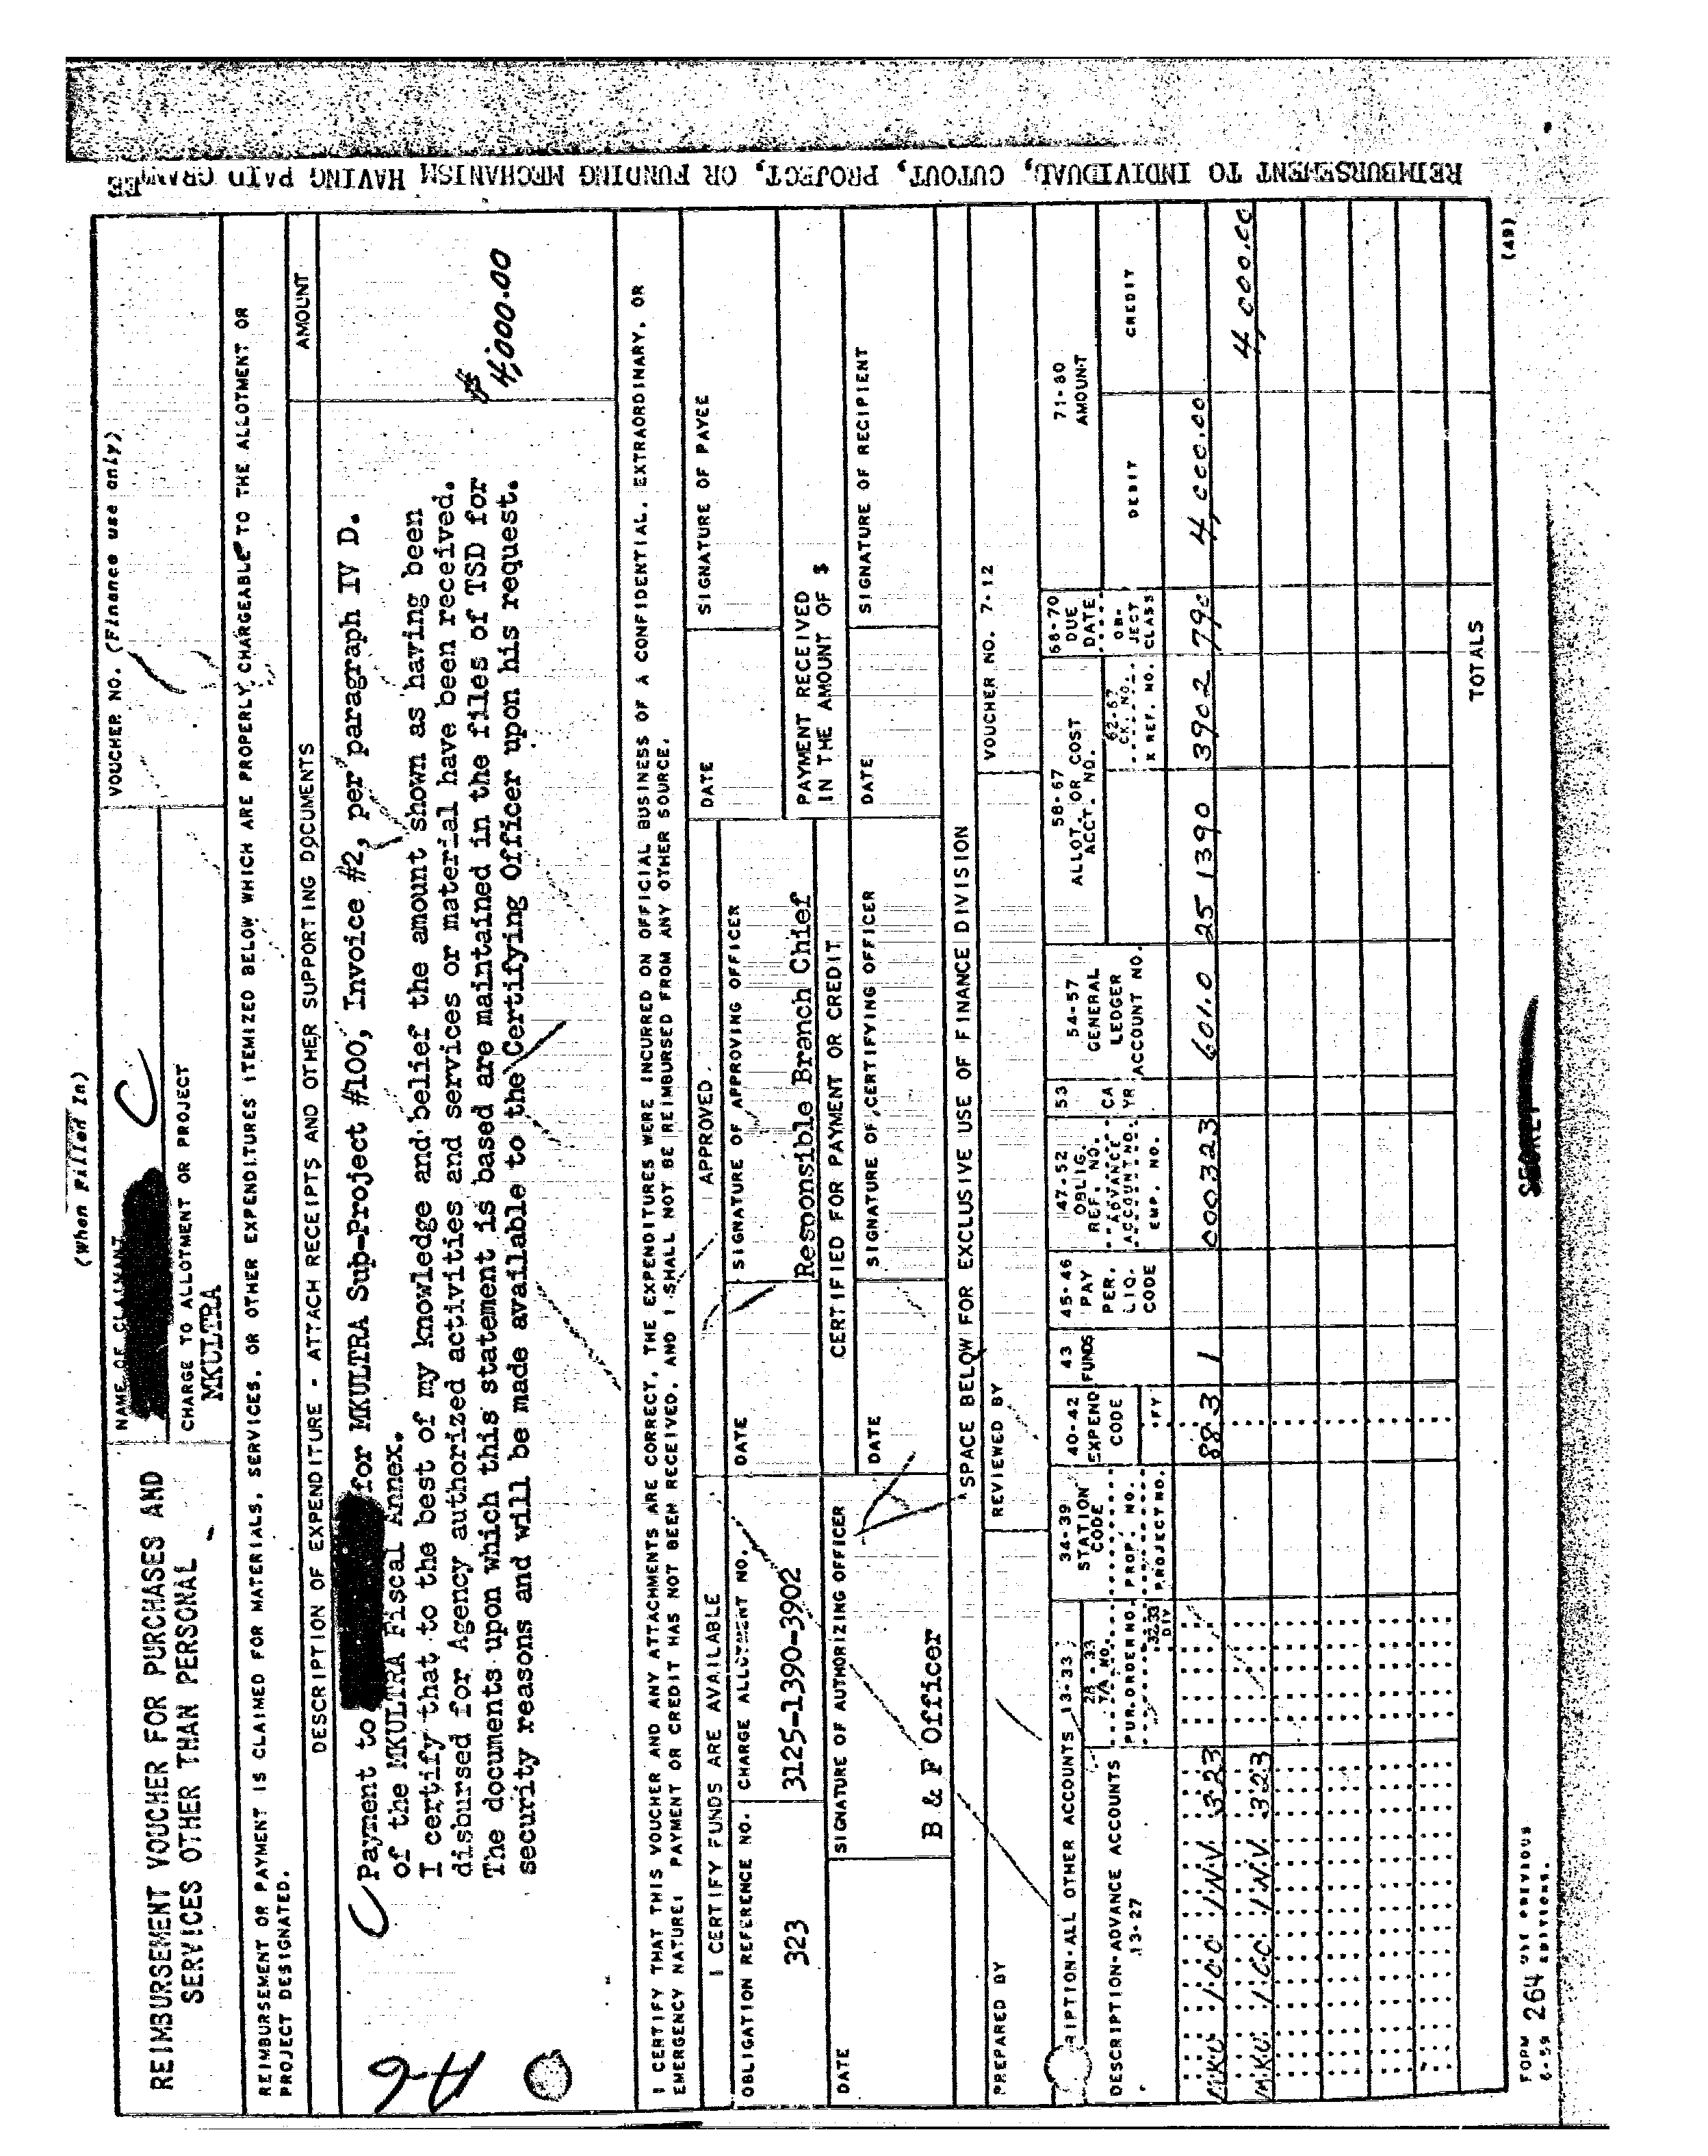 (When Filled In)
REIMBURSEMENT VOUCHER FOR PURCHASES AND
SERVICES OTHER THAN PERSONAL
NAME OF CLAIMANT
C
VOUCHER NO. (Finance use only)
CHARGE TO ALLOTMENT OR PROJECT
MKULTRA
REIMBURSEMENT OR PAYMENT IS CLAIMED FOR MATERIALS, SERVICES, OR OTHER EXPENDITURES ITEMIZED BELOW WHICH ARE PROPERLY CHARGEABLE TO THE ALLOTMENT OR
PROJECT DESIGNATED.
DESCRIPTION OF EXPENDITURE - ATTACH RECEIPTS AND OTHER SUPPORTING DOCUMENTS
AMOUNT
C
Payment to for MKULTRA Sub-Project #100, Invoice #2, per paragraph IV D.
of the MKULTRA Fiscal Annex.
I certify that to the best of my knowledge and belief the amount shown as having been
disbursed for Agency authorized activities and services or material have been received.
The documents upon which this statement is based are maintained in the files of TSD for
security reasons and will be made available to the Certifying Officer upon his request.
$
4,000.00
A-6
I CERTIFY THAT THIS VOUCHER AND ANY ATTACHMENTS ARE CORRECT, THE EXPENDITURES WERE INCURRED ON OFFICIAL BUSINESS OF A CONFIDENTIAL, EXTRAORDINARY, OR
EMERGENCY NATURE; PAYMENT OR CREDIT HAS NOT BEEN RECEIVED, AND I SHALL NOT BE REIMBURSED FROM ANY OTHER SOURCE.
I CERTIFY FUNDS ARE AVAILABLE
APPROVED
DATE
SIGNATURE OF PAYEE
OBLIGATION REFERENCE NO.
CHARGE ALLOTMENT NO.
DATE
SIGNATURE OF APPROVING OFFICER
323
3125-1390-3902
Responsible Branch Chief
PAYMENT RECEIVED
IN THE AMOUNT OF $
DATE
SIGNATURE OF AUTHORIZING OFFICER
CERTIFIED FOR PAYMENT OR CREDIT
DATE
SIGNATURE OF CERTIFYING OFFICER
DATE
SIGNATURE OF RECIPIENT
B & F Officer
SPACE BELOW FOR EXCLUSIVE USE OF FINANCE DIVISION
PREPARED BY
REVIEWED BY
VOUCHER NO. 7-12
RIPTION-ALL OTHER ACCOUNTS 13-33
DESCRIPTION-ADVANCE ACCOUNTS
13-27
28-33
T/A NO.
PUR.ORDER NO.
32-33
DIV
34-39
STATION
CODE
PROP. NO.
PROJECT NO.
40-42
EXPEND
CODE
FY
43
FUNDS
45-46
PAY
PER.
LIQ.
CODE
47-52
OBLIG.
REF. NO.
ADVANCE
ACCOUNT NO.
EMP. NO.
53
CA
YR.
54-57
GENERAL
LEDGER
ACCOUNT NO.
58-67
ALLOT. OR COST
ACCT. NO.
62-67
CK. NO.
X REF. NO.
68-70
DUE
DATE
OB-
JECT
CLASS
71-80
AMOUNT
DEBIT
CREDIT
MKU 100 INV 323 883 1 000323 601.0 25 1390 3902 790 4,000.00
MKU 100 INV 323 4,000.00
TOTALS
FORM 264 USE PREVIOUS
6-59 EDITIONS.
SECRET
(49)
REIMBURSEMENT TO INDIVIDUAL, CUTOUT, PROJECT, OR FUNDING MECHANISM HAVING PAID GRANTEE